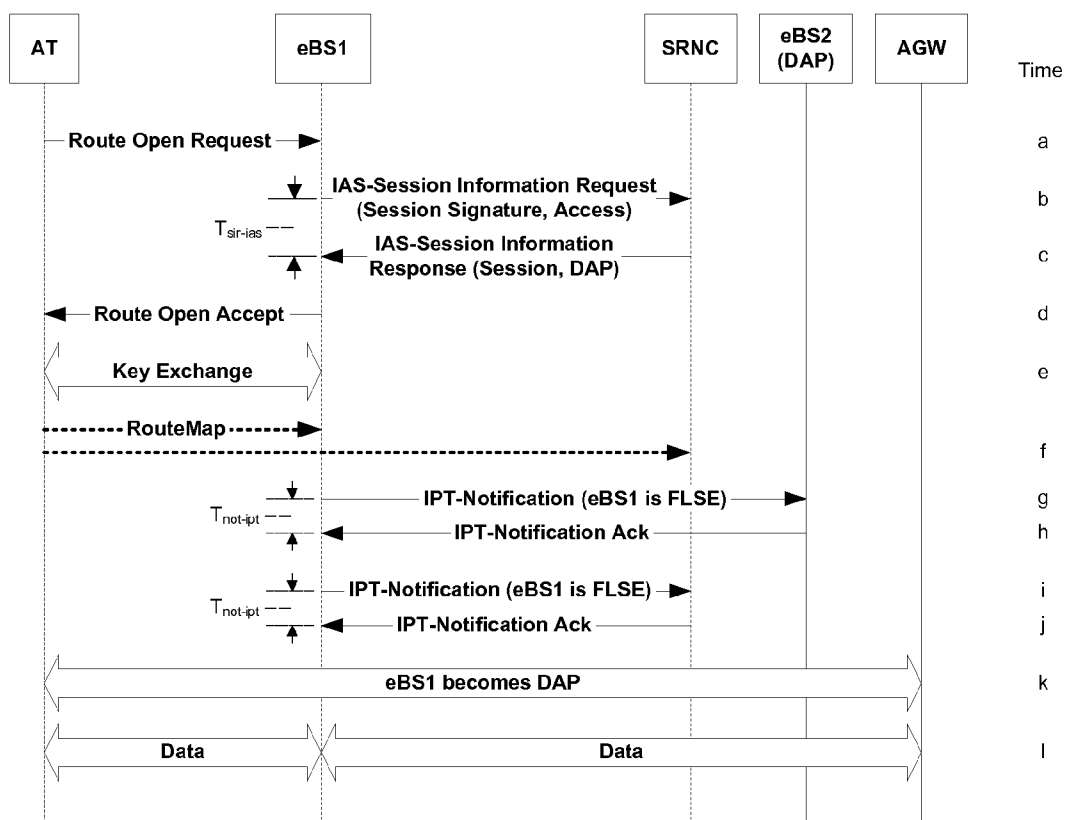 AT
eBS1
SRNC
eBS2
(DAP)
AGW
Time
Route Open Request
a
IAS-Session Information Request
(Session Signature, Access)
b
Tsir-ias
IAS-Session Information
Response (Session, DAP)
c
Route Open Accept
d
Key Exchange
e
RouteMap
f
IPT-Notification (eBS1 is FLSE)
g
Tnot-ipt
IPT-Notification Ack
h
IPT-Notification (eBS1 is FLSE)
i
Tnot-ipt
IPT-Notification Ack
j
eBS1 becomes DAP
k
Data
Data
l